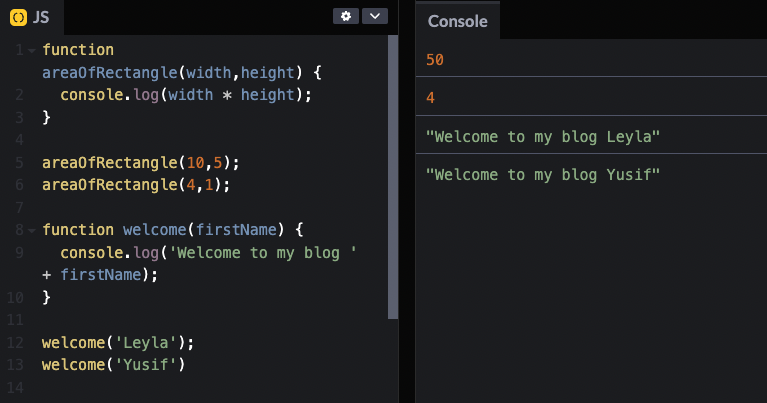 JS
1 function
areaOfRectangle(width,height) {
2 console.log(width * height);
3 }
4
5 areaOfRectangle(10,5);
6 areaOfRectangle(4,1);
7
8 function welcome(firstName) {
9 console.log('Welcome to my blog '
+ firstName);
10 }
11
12 welcome('Leyla');
13 welcome('Yusif')
14
Console
50
4
"Welcome to my blog Leyla"
"Welcome to my blog Yusif"